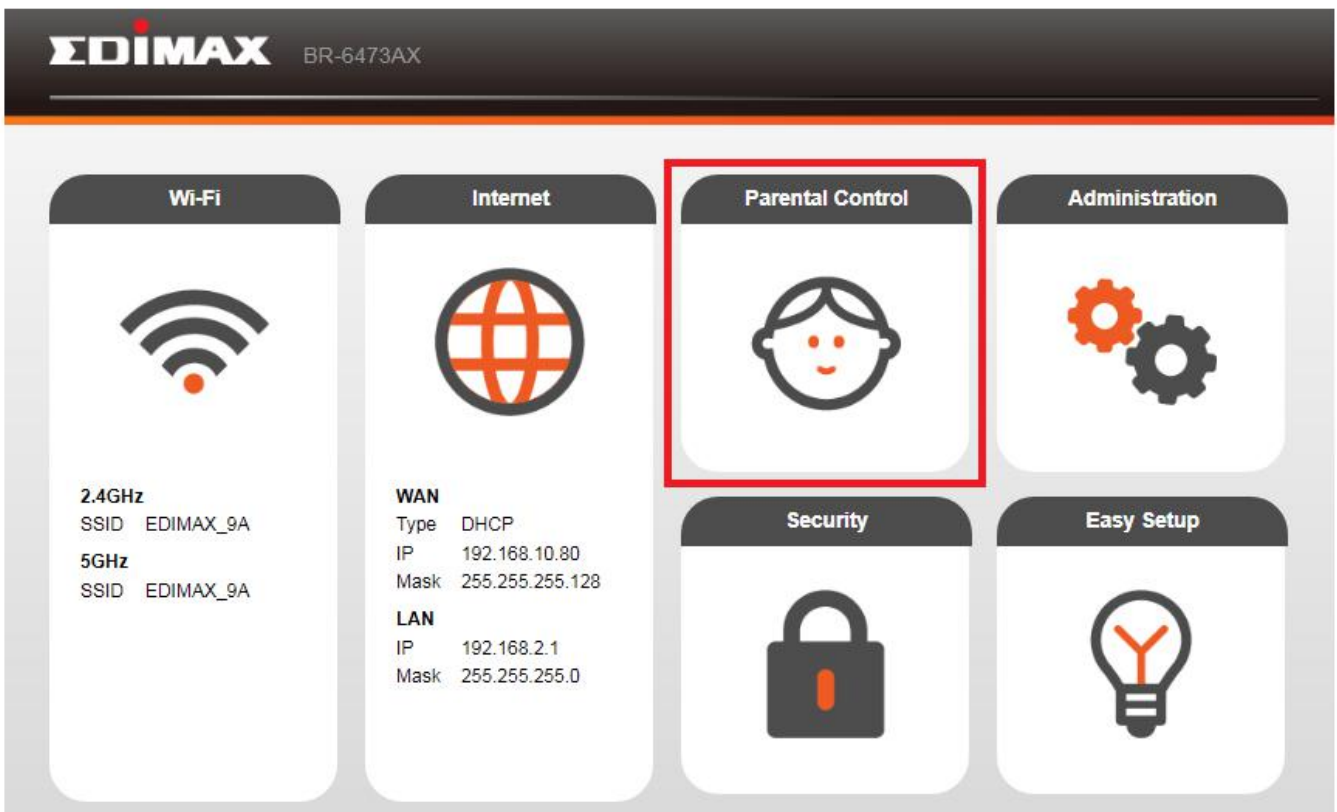 EDIMAX BR-6473AX
Wi-Fi
2.4GHz
SSID EDIMAX_9A
5GHz
SSID EDIMAX_9A
Internet
WAN
Type DHCP
IP 192.168.10.80
Mask 255.255.255.128
LAN
IP 192.168.2.1
Mask 255.255.255.0
Parental Control
Administration
Security
Easy Setup